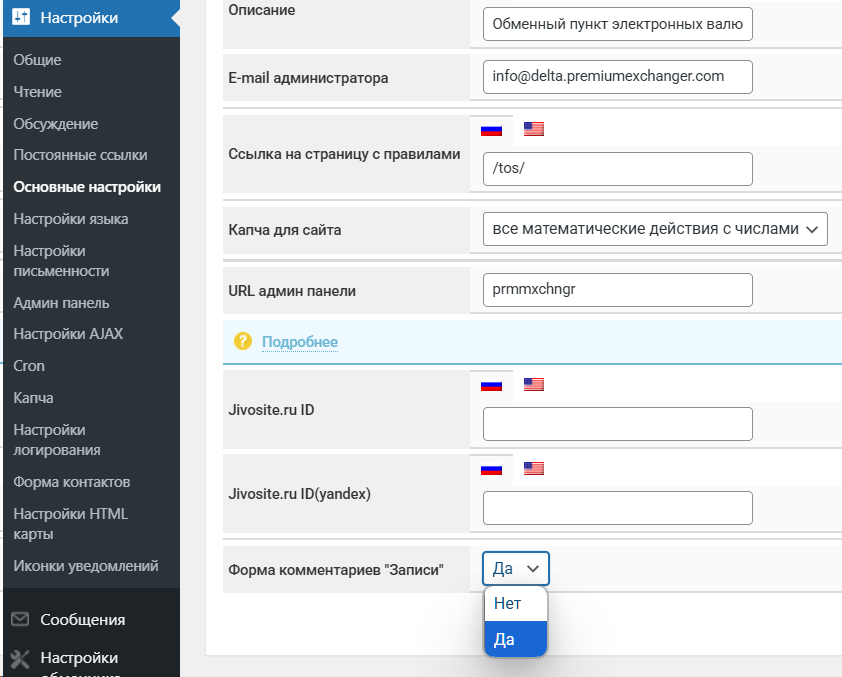 Настройки
Общие
Чтение
Обсуждение
Постоянные ссылки
Основные настройки
Настройки языка
Настройки
письменности
Админ панель
Настройки AJAX
Cron
Капча
Настройки
логирования
Форма контактов
Настройки HTML
карты
Иконки уведомлений
Сообщения
Настройки
Описание
Обменный пункт электронных валю
E-mail администратора
info@delta.premiumexchanger.com
Ссылка на страницу с правилами
/tos/
Капча для сайта
все математические действия с числами
URL админ панели
prmmxchngr
? Подробнее
Jivosite.ru ID
Jivosite.ru ID(yandex)
Форма комментариев "Записи"
Да
Нет
Да